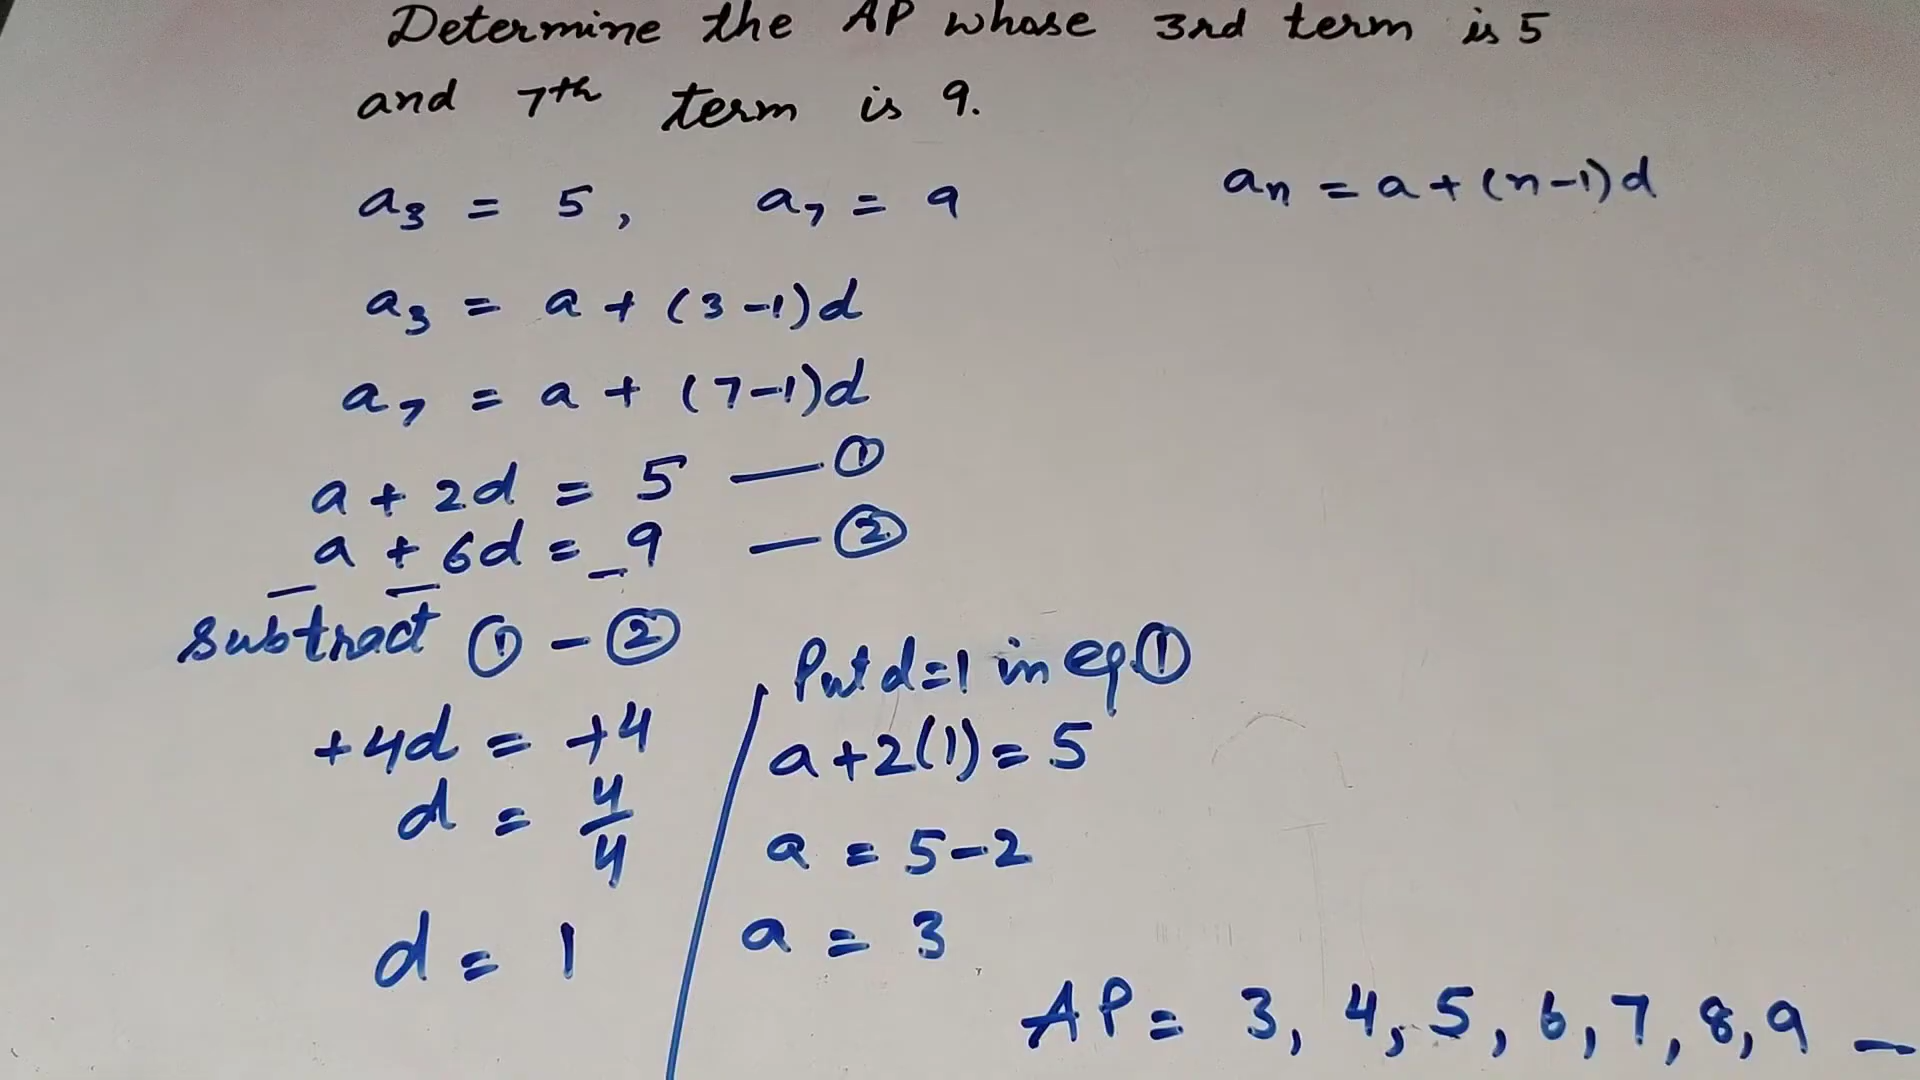 Determine the AP whose 3rd term is 5
and 7th term is 9.
a₃ = 5, a₇ = 9
aₙ = a + (n-1)d
a₃ = a + (3-1)d
a₇ = a + (7-1)d
a + 2d = 5 — ①
a + 6d = 9 — ②
− − −
Subtract ① - ②
+4d = +4
d = 4/4
d = 1
Put d=1 in eq ①
a+2(1) = 5
a = 5-2
a = 3
AP = 3, 4, 5, 6, 7, 8, 9 —